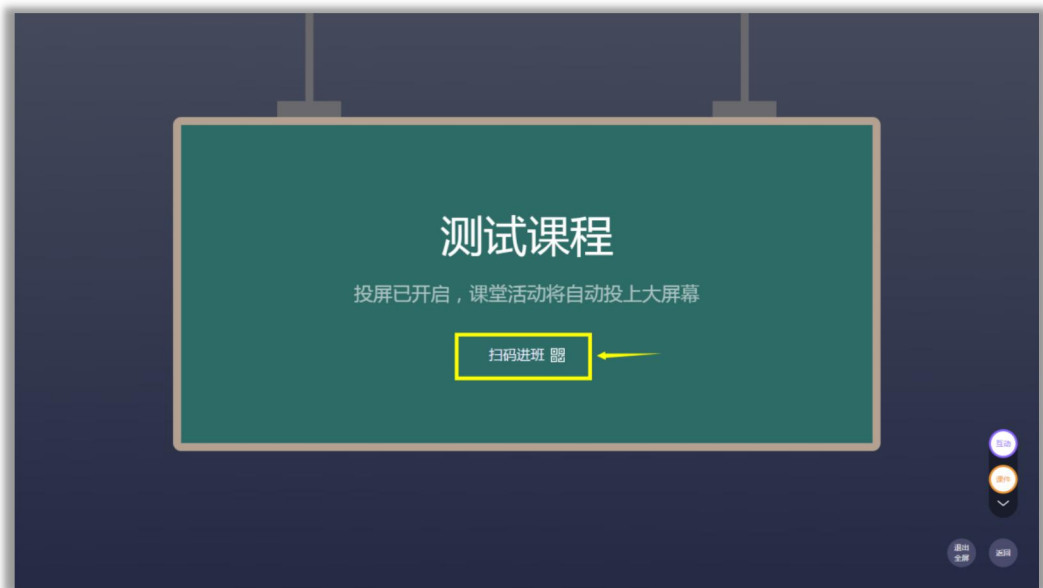 测试课程
投屏已开启，课堂活动将自动投上大屏幕
扫码进班
互动
课件
退出
全屏
返回